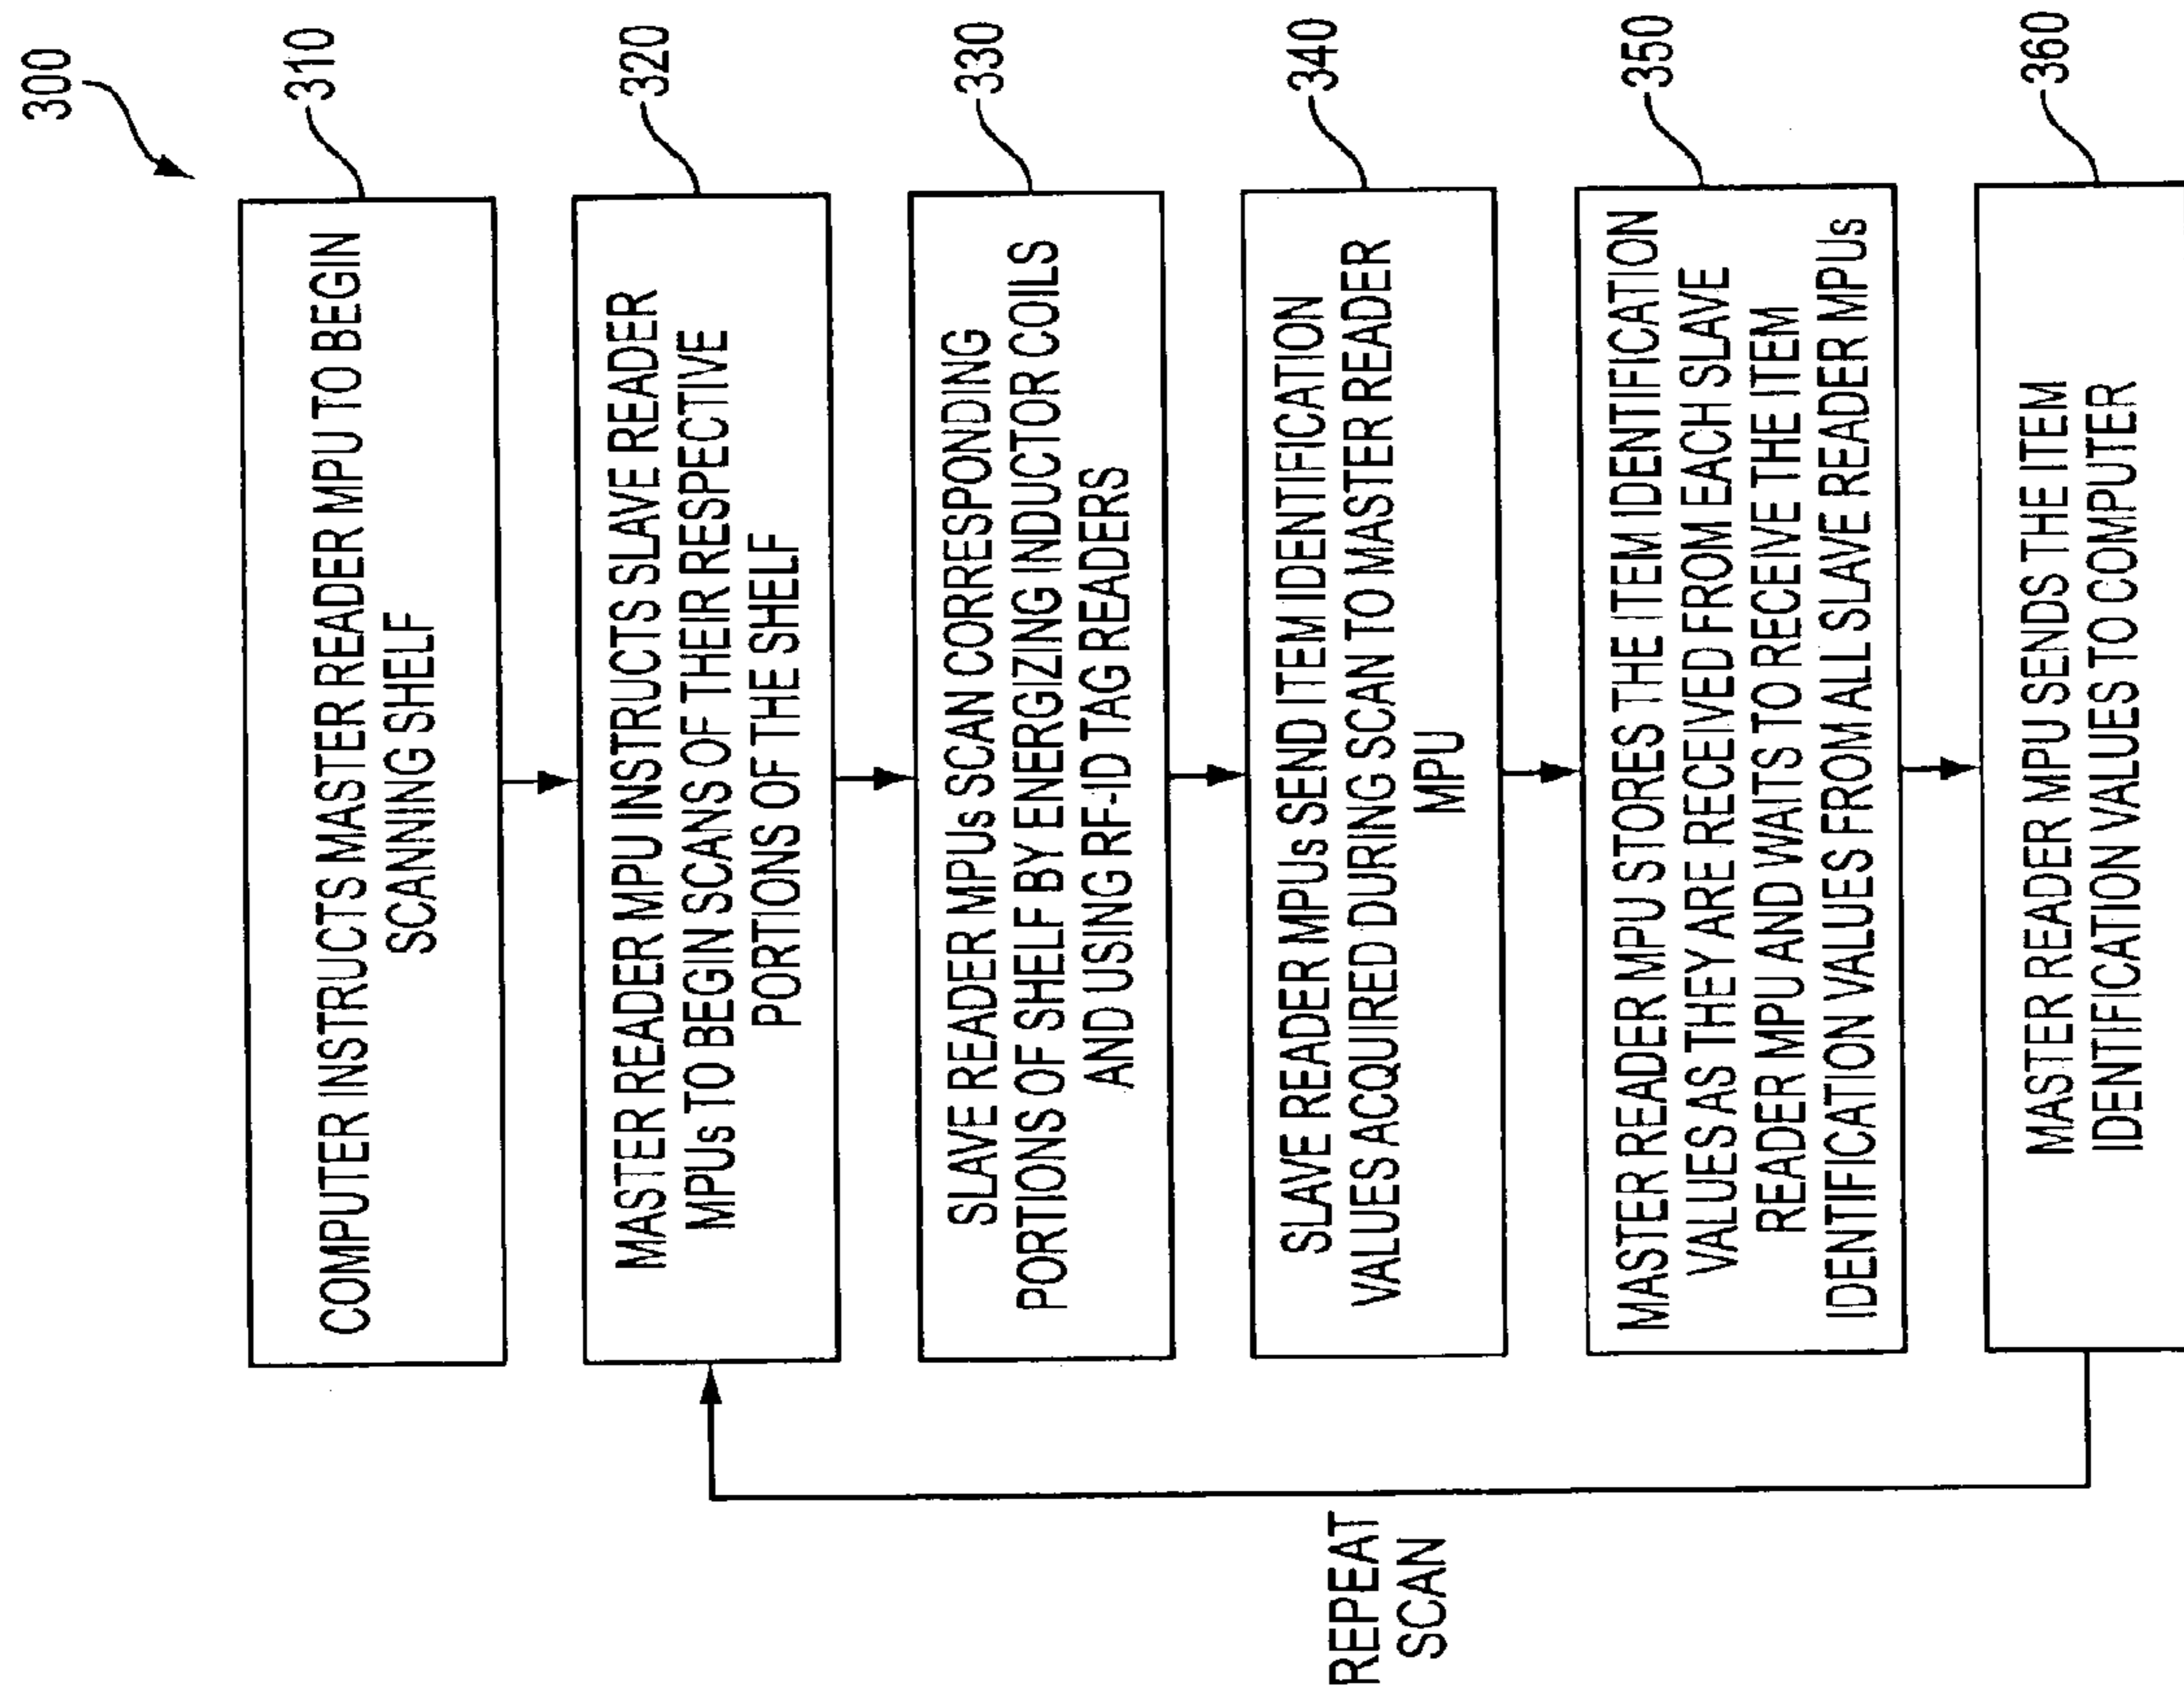 300
310
COMPUTER INSTRUCTS MASTER READER MPU TO BEGIN
SCANNING SHELF
320
MASTER READER MPU INSTRUCTS SLAVE READER
MPUs TO BEGIN SCANS OF THEIR RESPECTIVE
PORTIONS OF THE SHELF
330
SLAVE READER MPUs SCAN CORRESPONDING
PORTIONS OF SHELF BY ENERGIZING INDUCTOR COILS
AND USING RF-ID TAG READERS
340
SLAVE READER MPUs SEND ITEM IDENTIFICATION
VALUES ACQUIRED DURING SCAN TO MASTER READER
MPU
350
MASTER READER MPU STORES THE ITEM IDENTIFICATION
VALUES AS THEY ARE RECEIVED FROM EACH SLAVE
READER MPU AND WAITS TO RECEIVE THE ITEM
IDENTIFICATION VALUES FROM ALL SLAVE READER MPUs
360
MASTER READER MPU SENDS THE ITEM
IDENTIFICATION VALUES TO COMPUTER
REPEAT
SCAN